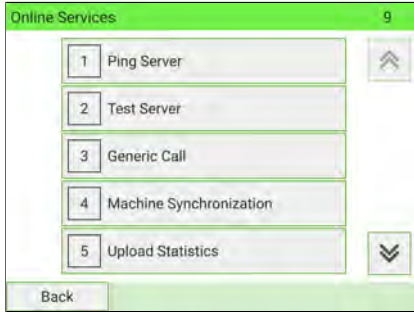 Online Services 9
1 Ping Server
2 Test Server
3 Generic Call
4 Machine Synchronization
5 Upload Statistics
Back